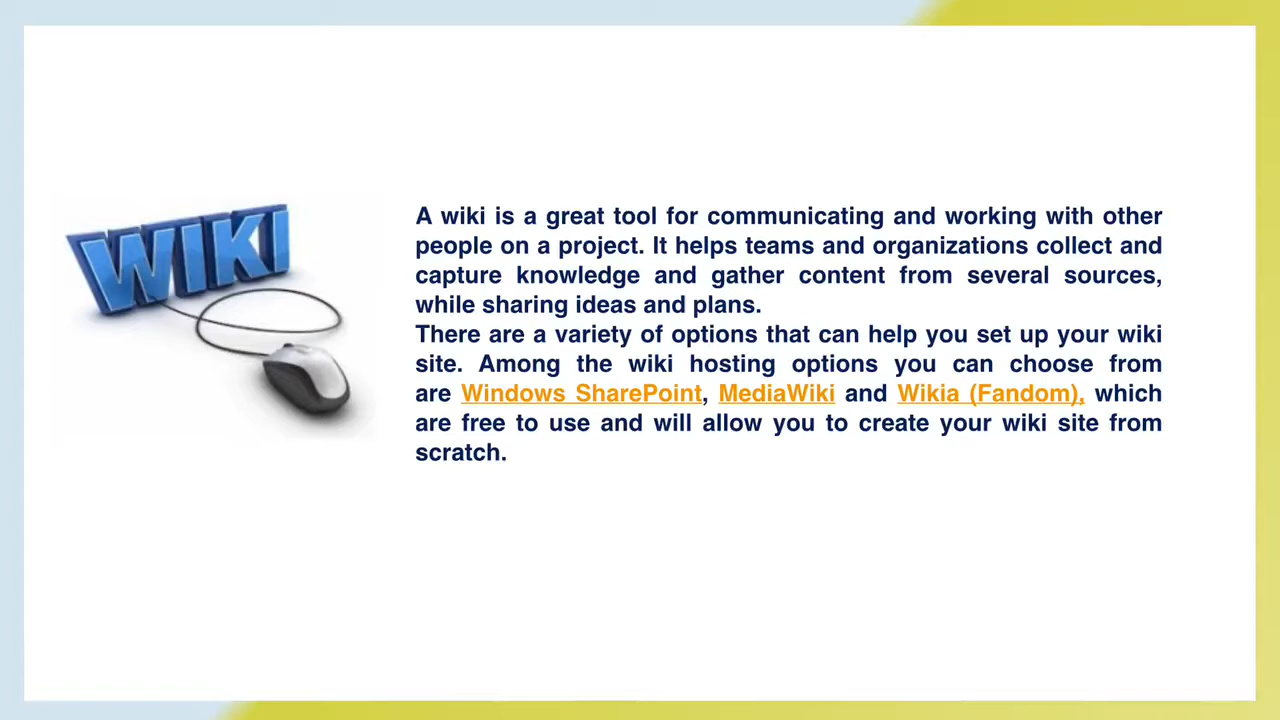 WIKI
A wiki is a great tool for communicating and working with other
people on a project. It helps teams and organizations collect and
capture knowledge and gather content from several sources,
while sharing ideas and plans.
There are a variety of options that can help you set up your wiki
site. Among the wiki hosting options you can choose from
are Windows SharePoint, MediaWiki and Wikia (Fandom), which
are free to use and will allow you to create your wiki site from
scratch.